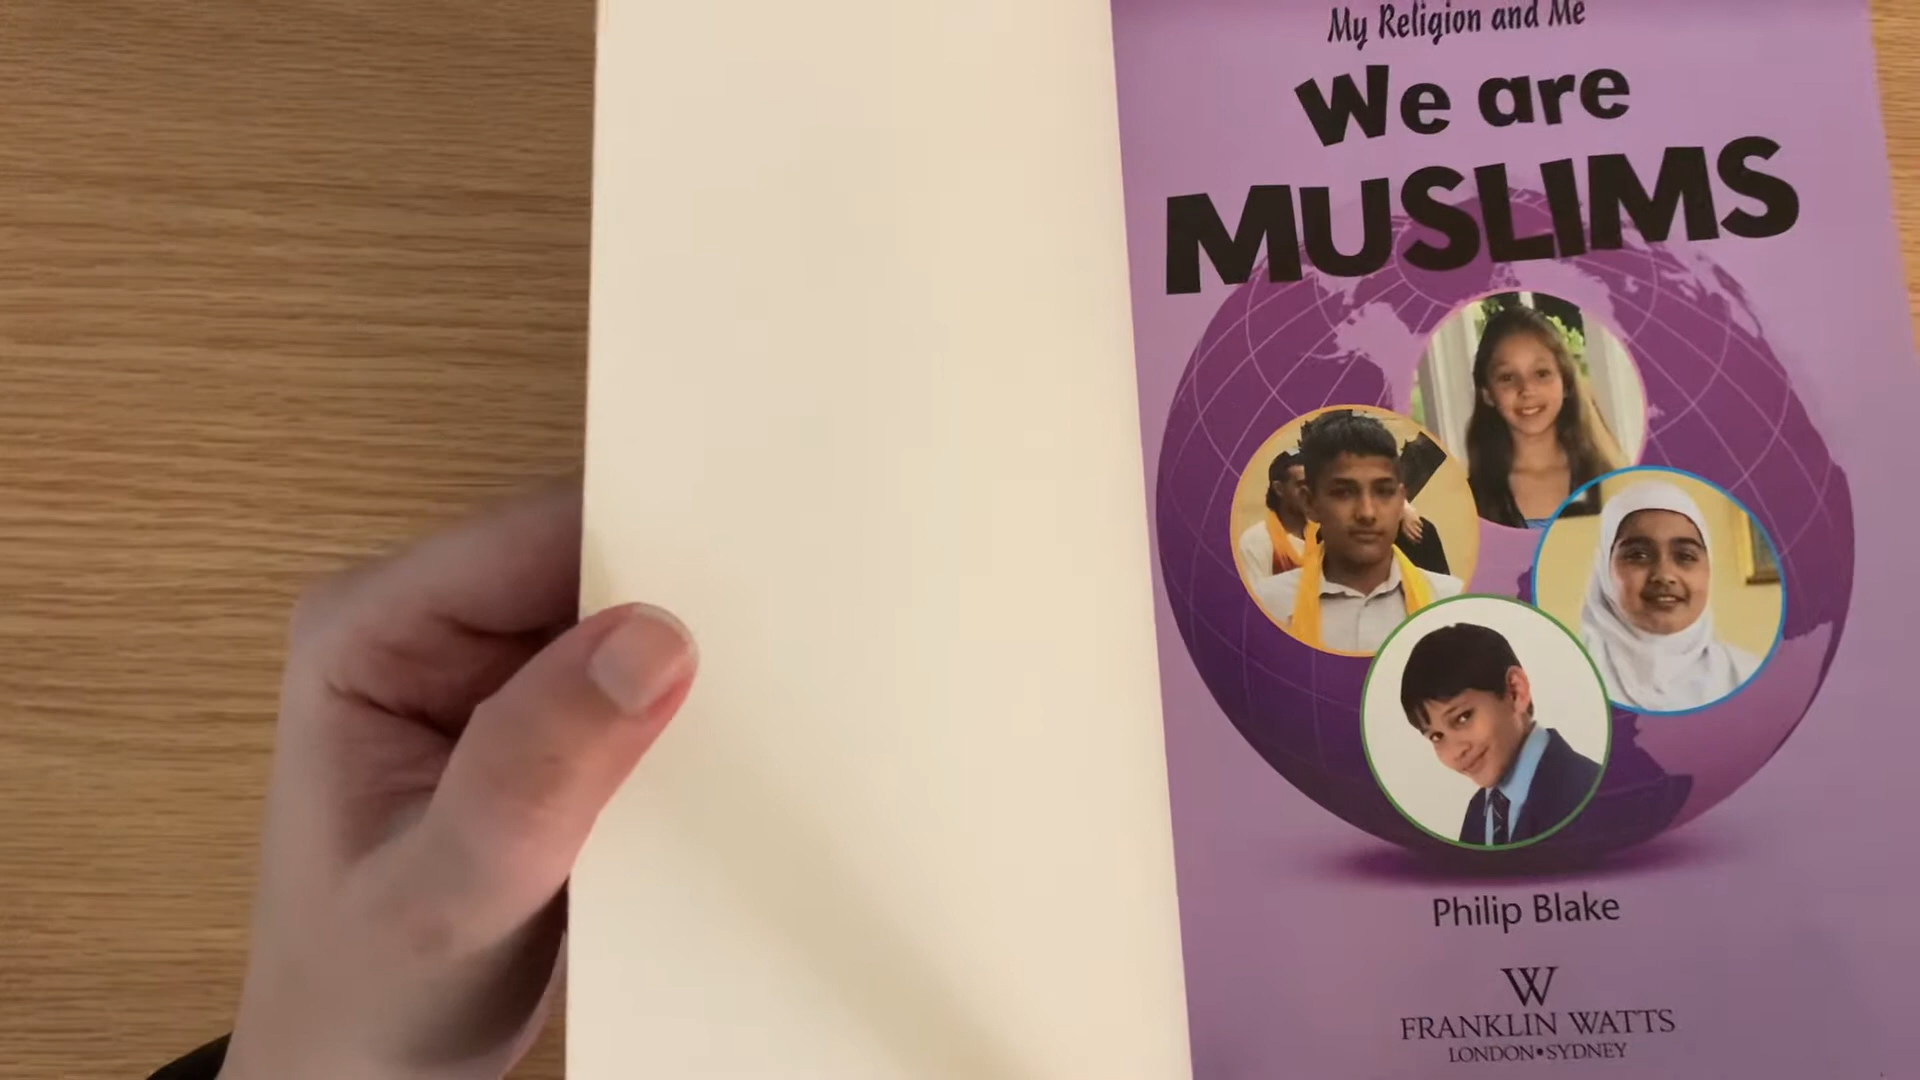 My Religion and Me
We are
MUSLIMS
Philip Blake
W
FRANKLIN WATTS
LONDON•SYDNEY